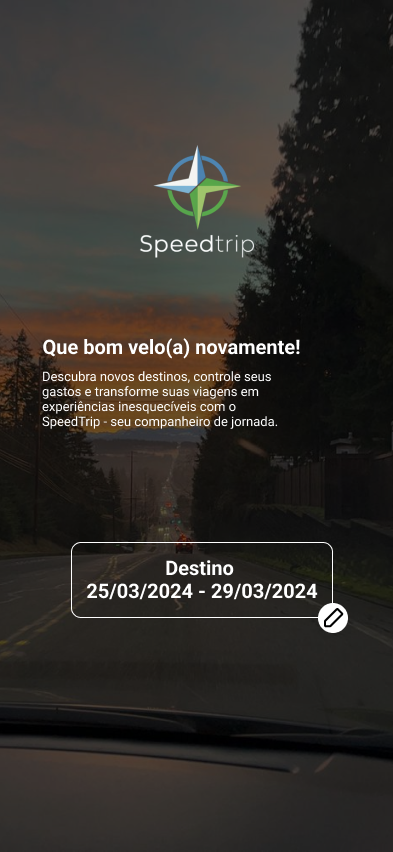 Speedtrip
Que bom velo(a) novamente!
Descubra novos destinos, controle seus
gastos e transforme suas viagens em
experiências inesquecíveis com o
SpeedTrip - seu companheiro de jornada.
Destino
25/03/2024 - 29/03/2024